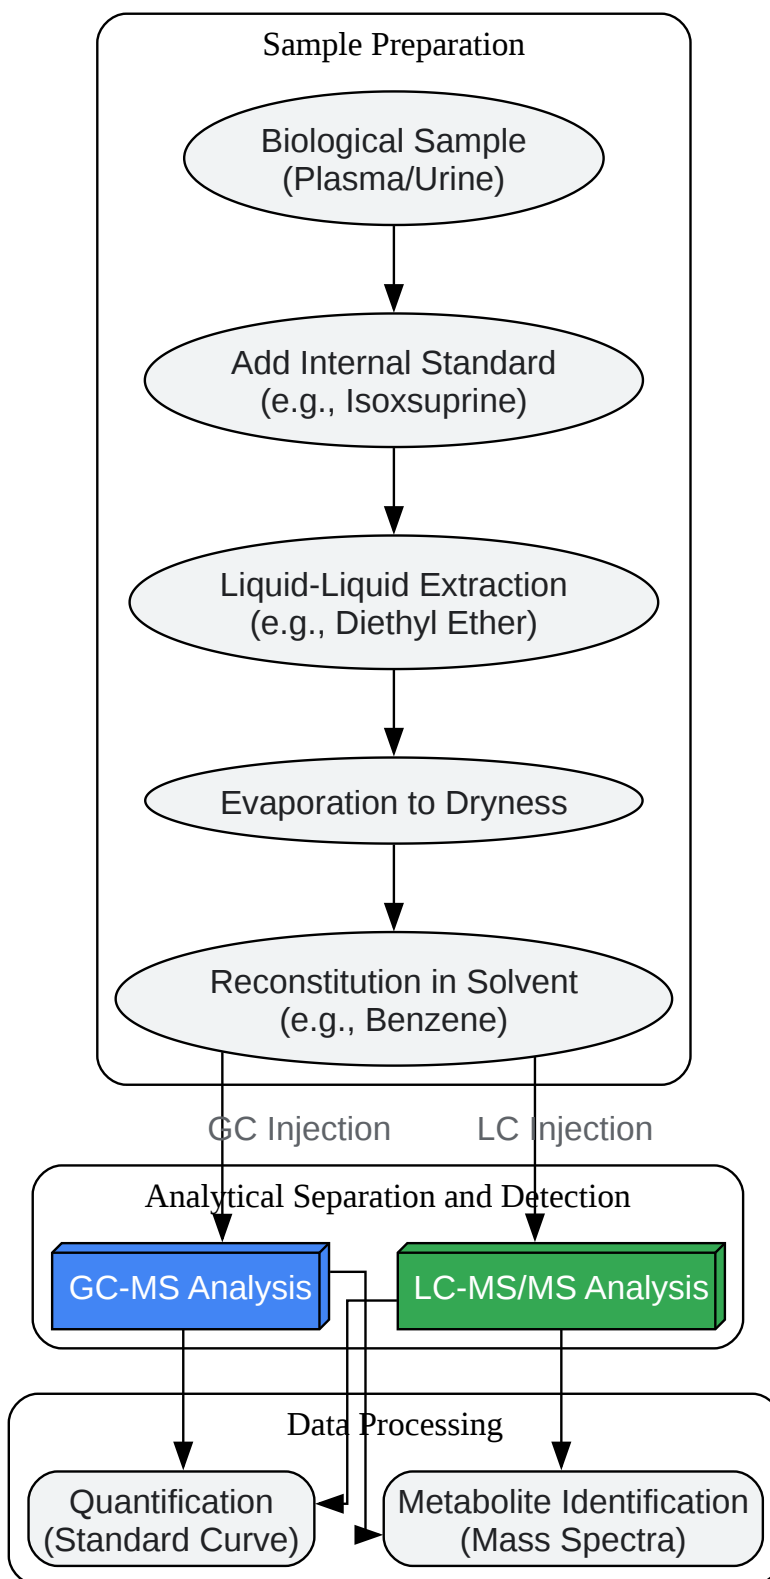 Sample Preparation
Biological Sample
(Plasma/Urine)
Add Internal Standard
(e.g., Isoxsuprine)
Liquid-Liquid Extraction
(e.g., Diethyl Ether)
Evaporation to Dryness
Reconstitution in Solvent
(e.g., Benzene)
GC Injection
LC Injection
Analytical Separation and Detection
GC-MS Analysis
LC-MS/MS Analysis
Data Processing
Quantification
(Standard Curve)
Metabolite Identification
(Mass Spectra)